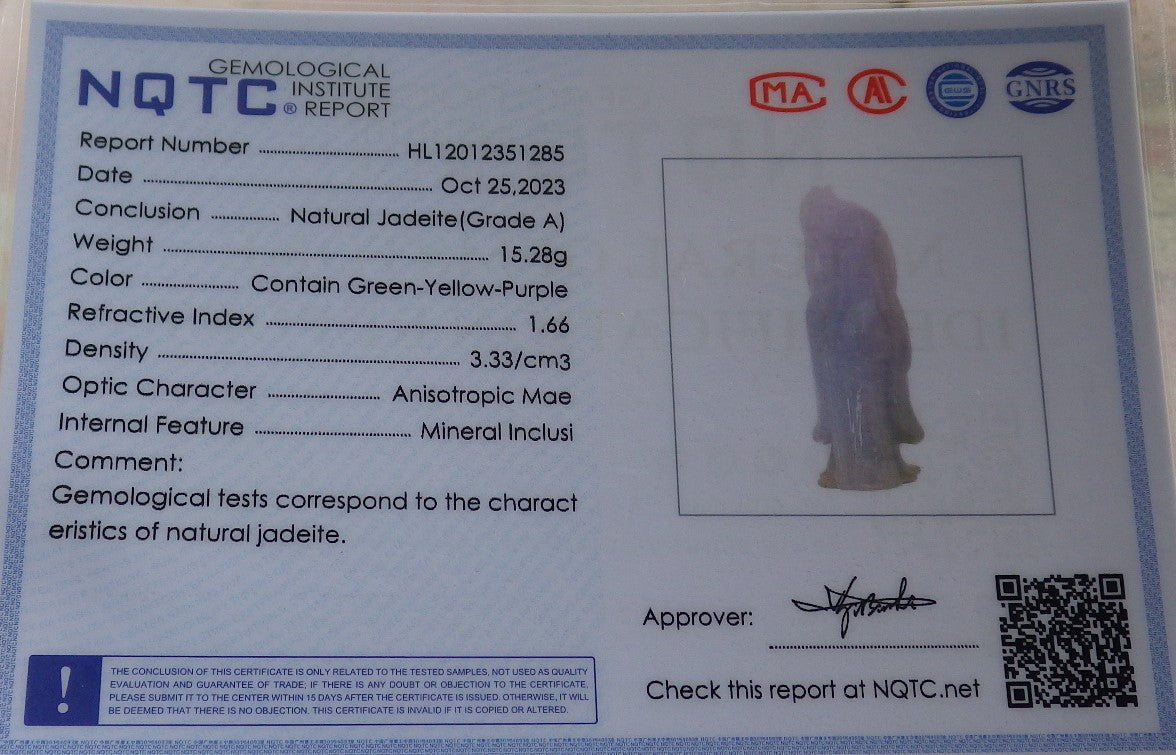 NQTC® GEMOLOGICAL INSTITUTE REPORT
MA
AL
GWS
GNRS
Report Number HL12012351285
Date Oct 25,2023
Conclusion Natural Jadeite(Grade A)
Weight 15.28g
Color Contain Green-Yellow-Purple
Refractive Index 1.66
Density 3.33/cm3
Optic Character Anisotropic Mae
Internal Feature Mineral Inclusi
Comment:
Gemological tests correspond to the charact
eristics of natural jadeite.
Approver:
Check this report at NQTC.net
! THE CONCLUSION OF THIS CERTIFICATE IS ONLY RELATED TO THE TESTED SAMPLES, NOT USED AS QUALITY
EVALUATION AND GUARANTEE OF TRADE; IF THERE IS ANY DOUBT OR OBJECTION TO THE CERTIFICATE,
PLEASE SUBMIT IT TO THE CENTER WITHIN 15 DAYS AFTER THE CERTIFICATE IS ISSUED. OTHERWISE, IT WILL
BE DEEMED THAT THERE IS NO OBJECTION. THIS CERTIFICATE IS INVALID IF IT IS COPIED OR ALTERED.